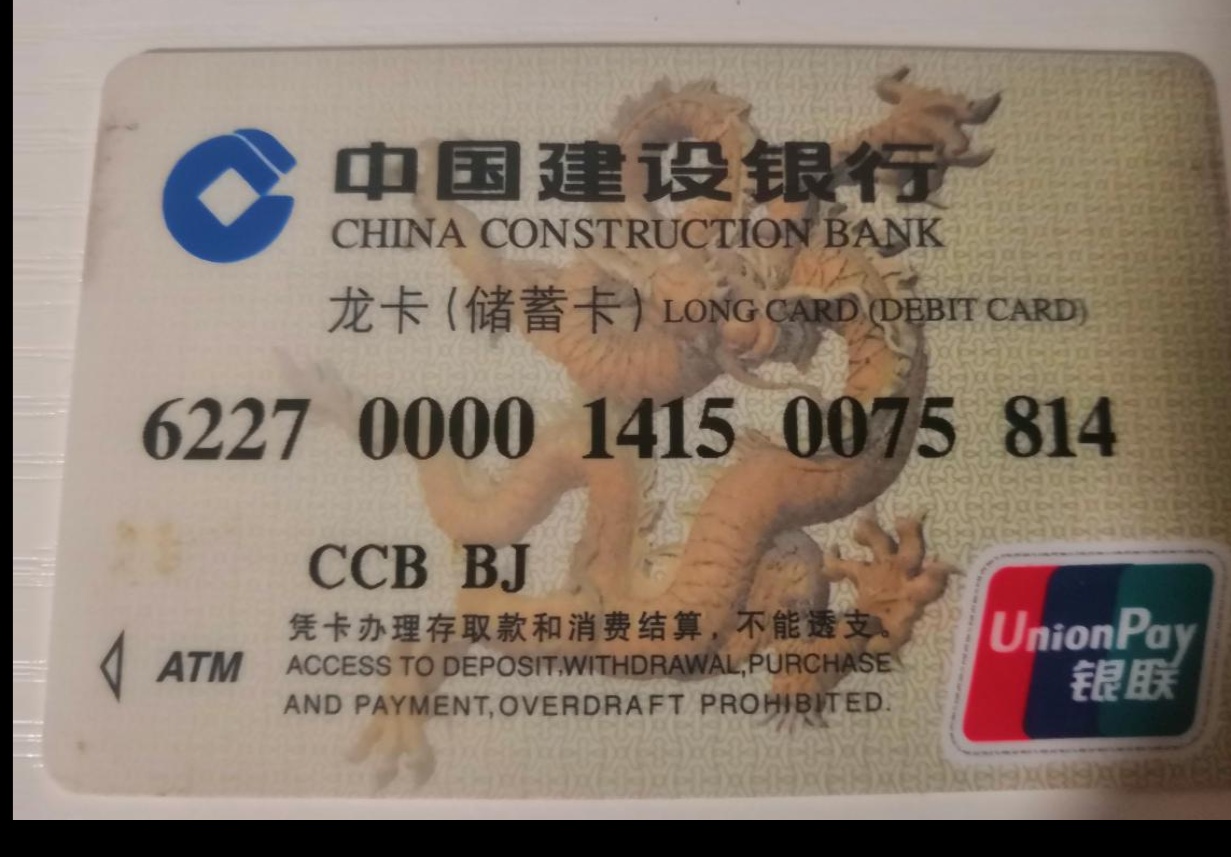 中国建设银行
CHINA CONSTRUCTION BANK
龙卡(储蓄卡) LONG CARD (DEBIT CARD)
6227 0000 1415 0075 814
CCB BJ
凭卡办理存取款和消费结算,不能透支。
ATM
ACCESS TO DEPOSIT,WITHDRAWAL,PURCHASE
AND PAYMENT,OVERDRAFT PROHIBITED.
UnionPay
银联